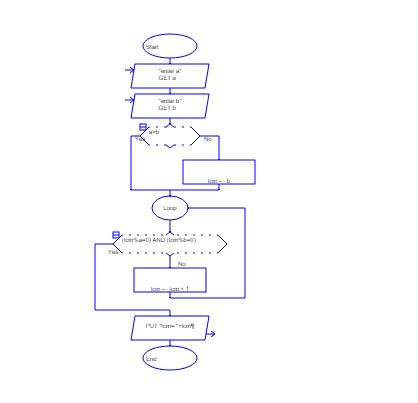 Start
"enter a"
GET a
"enter b"
GET b
a>b
Yes
No
lcm ← b
Loop
(lcm%a=0) AND (lcm%b=0)
Yes
No
lcm ← lcm + 1
PUT "lcm= "+lcm¶
End